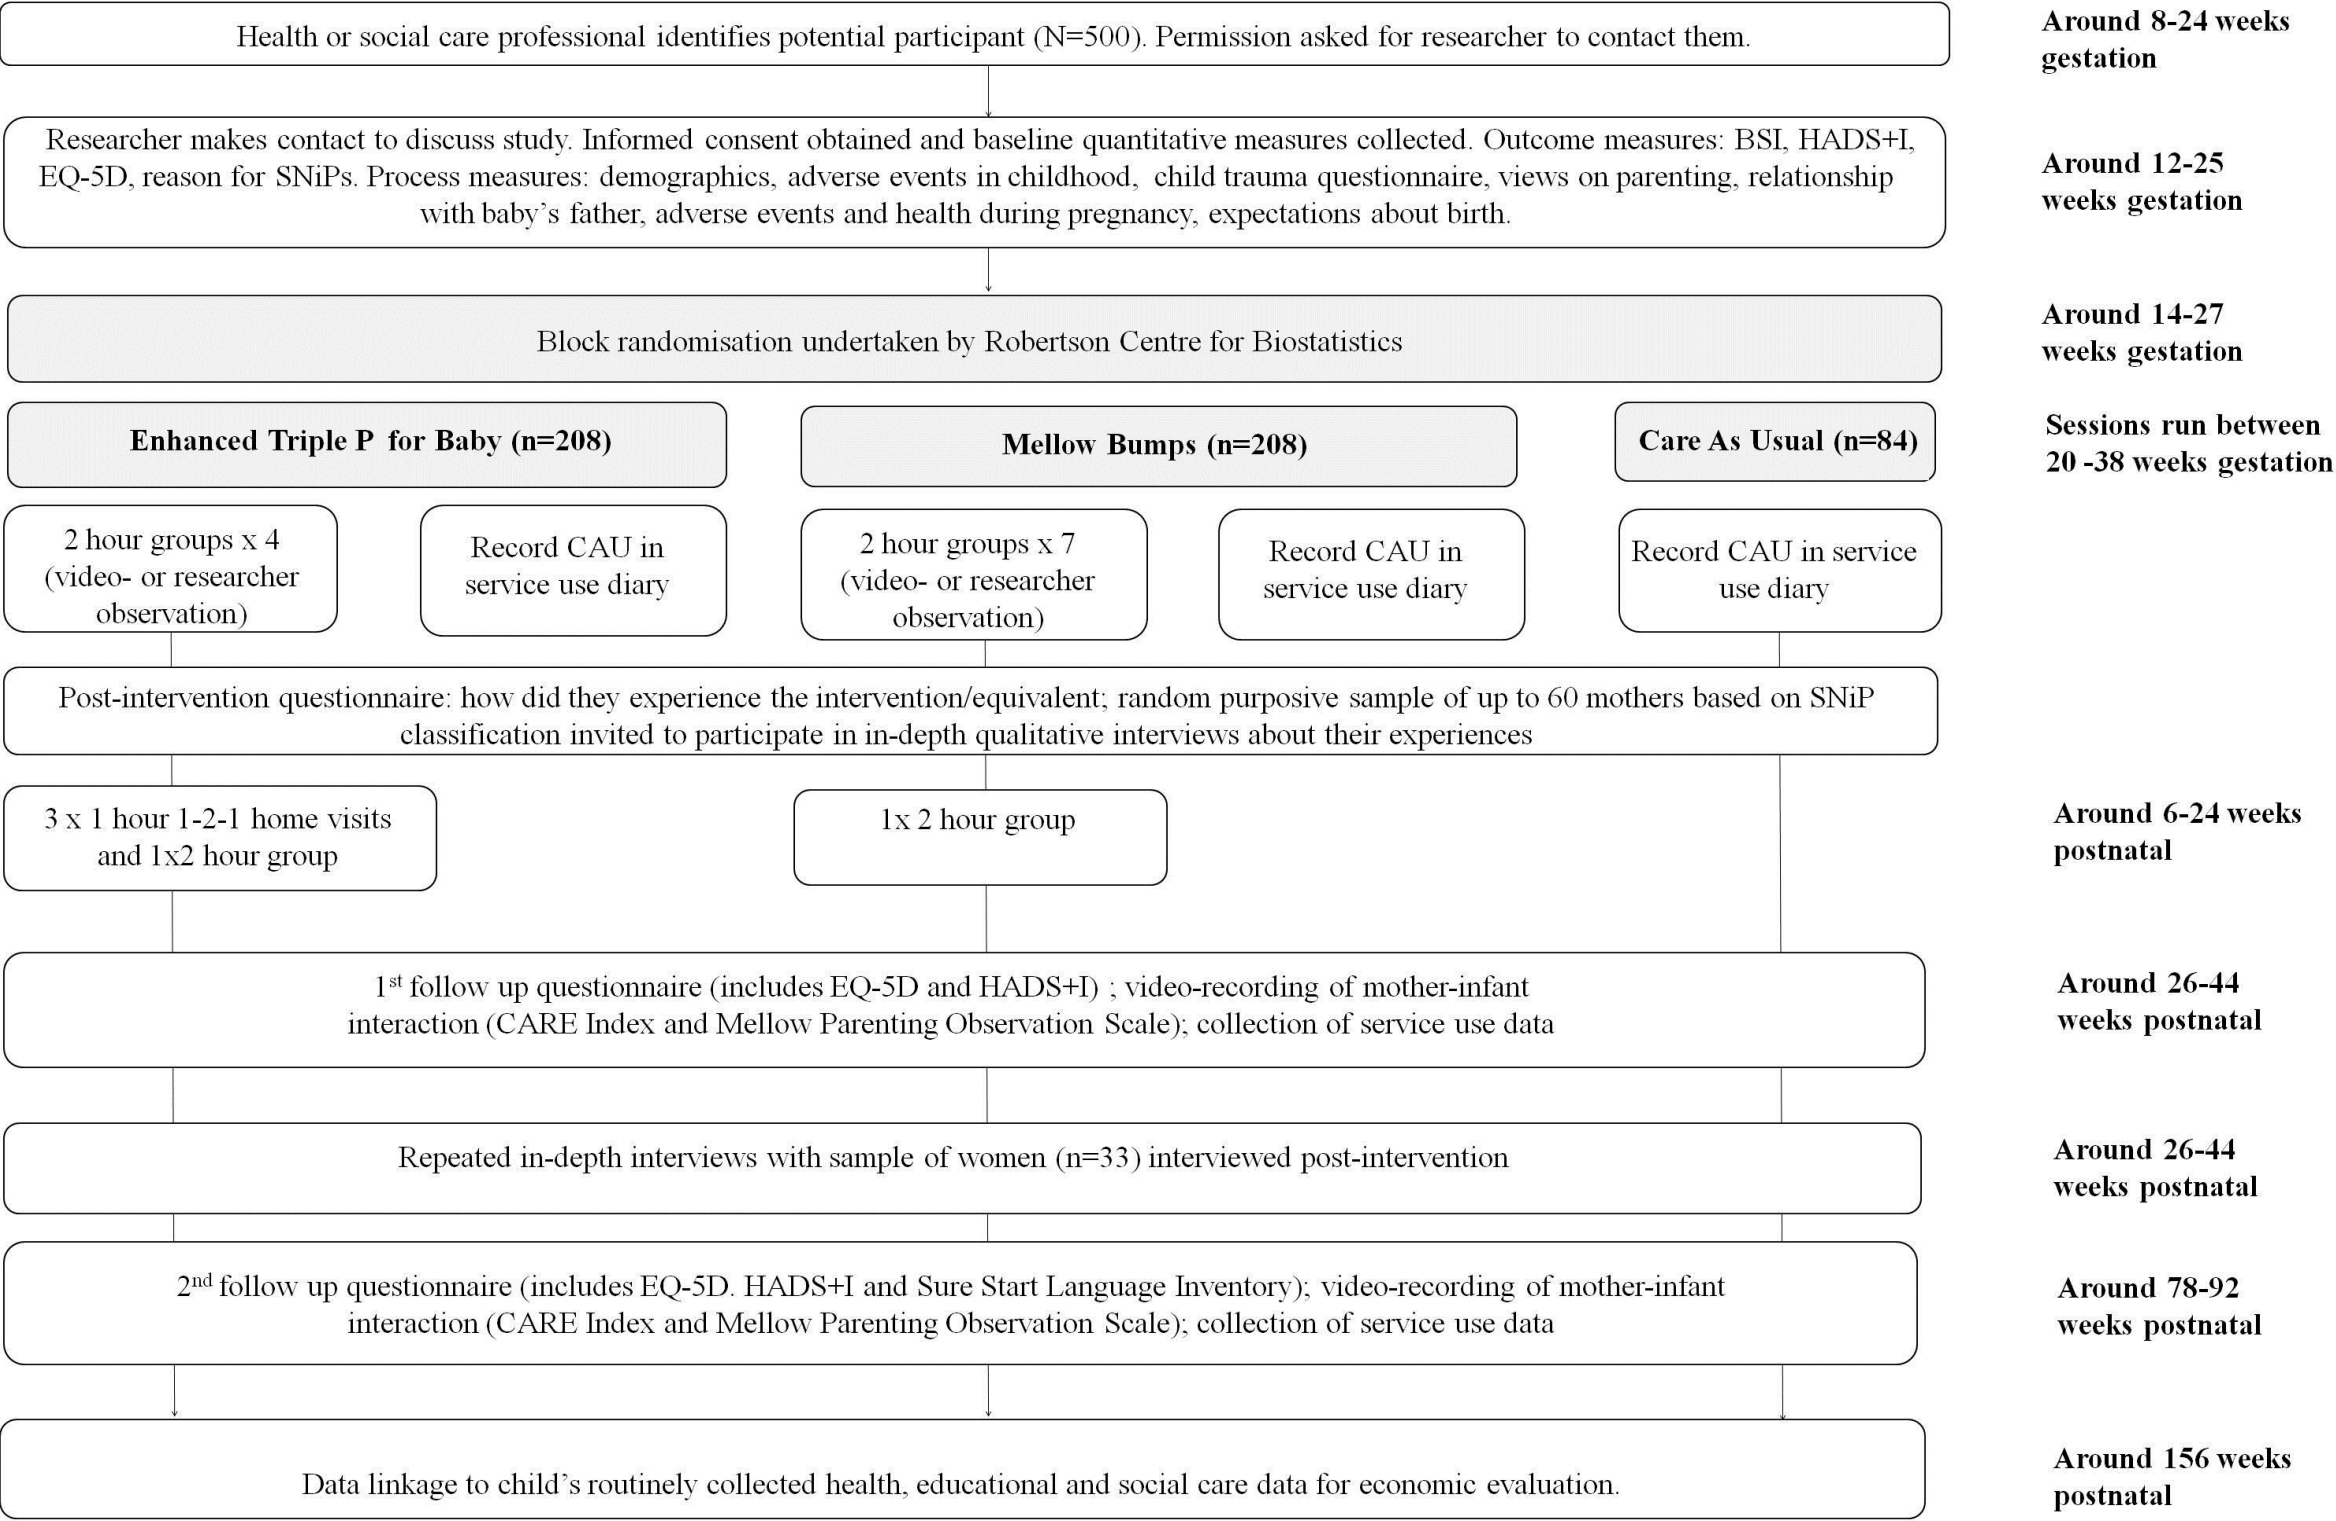 Health or social care professional identifies potential participant (N=500). Permission asked for researcher to contact them.
Around 8-24 weeks
gestation
Researcher makes contact to discuss study. Informed consent obtained and baseline quantitative measures collected. Outcome measures: BSI, HADS+I,
EQ-5D, reason for SNiPs. Process measures: demographics, adverse events in childhood, child trauma questionnaire, views on parenting, relationship
with baby's father, adverse events and health during pregnancy, expectations about birth.
Around 12-25
weeks gestation
Block randomisation undertaken by Robertson Centre for Biostatistics
Around 14-27
weeks gestation
Enhanced Triple P for Baby (n=208)
Mellow Bumps (n=208)
Care As Usual (n=84)
Sessions run between
20 -38 weeks gestation
2 hour groups x 4
(video- or researcher
observation)
Record CAU in
service use diary
2 hour groups x 7
(video- or researcher
observation)
Record CAU in
service use diary
Record CAU in service
use diary
Post-intervention questionnaire: how did they experience the intervention/equivalent; random purposive sample of up to 60 mothers based on SNiP
classification invited to participate in in-depth qualitative interviews about their experiences
3 x 1 hour 1-2-1 home visits
and 1x2 hour group
1x 2 hour group
Around 6-24 weeks
postnatal
1st follow up questionnaire (includes EQ-5D and HADS+I) ; video-recording of mother-infant
interaction (CARE Index and Mellow Parenting Observation Scale); collection of service use data
Around 26-44
weeks postnatal
Repeated in-depth interviews with sample of women (n=33) interviewed post-intervention
Around 26-44
weeks postnatal
2nd follow up questionnaire (includes EQ-5D. HADS+I and Sure Start Language Inventory); video-recording of mother-infant
interaction (CARE Index and Mellow Parenting Observation Scale); collection of service use data
Around 78-92
weeks postnatal
Data linkage to child's routinely collected health, educational and social care data for economic evaluation.
Around 156 weeks
postnatal